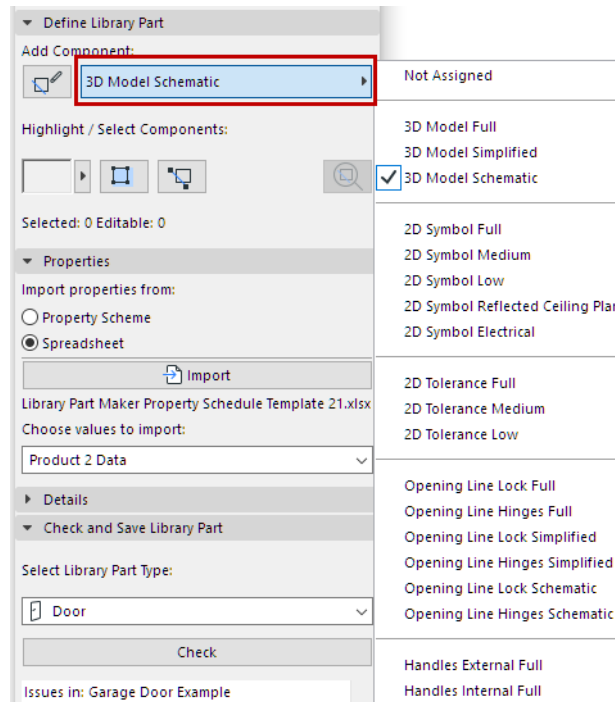 Define Library Part
Add Component:
3D Model Schematic
Highlight / Select Components:
Selected: 0 Editable: 0
Properties
Import properties from:
Property Scheme
Spreadsheet
Import
Library Part Maker Property Schedule Template 21.xlsx
Choose values to import:
Product 2 Data
Details
Check and Save Library Part
Select Library Part Type:
Door
Check
Issues in: Garage Door Example
Not Assigned
3D Model Full
3D Model Simplified
3D Model Schematic
2D Symbol Full
2D Symbol Medium
2D Symbol Low
2D Symbol Reflected Ceiling Plan
2D Symbol Electrical
2D Tolerance Full
2D Tolerance Medium
2D Tolerance Low
Opening Line Lock Full
Opening Line Hinges Full
Opening Line Lock Simplified
Opening Line Hinges Simplified
Opening Line Lock Schematic
Opening Line Hinges Schematic
Handles External Full
Handles Internal Full